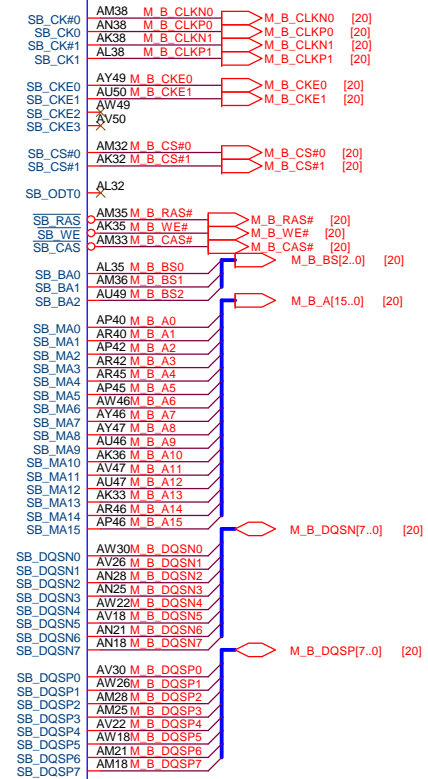 SB_CK#0 AM38 M_B_CLKN0 M_B_CLKN0 [20]
SB_CK0 AN38 M_B_CLKP0 M_B_CLKP0 [20]
SB_CK#1 AK38 M_B_CLKN1 M_B_CLKN1 [20]
SB_CK1 AL38 M_B_CLKP1 M_B_CLKP1 [20]
SB_CKE0 AY49 M_B_CKE0 M_B_CKE0 [20]
SB_CKE1 AU50 M_B_CKE1 M_B_CKE1 [20]
SB_CKE2 AW49
SB_CKE3 AV50
SB_CS#0 AM32 M_B_CS#0 M_B_CS#0 [20]
SB_CS#1 AK32 M_B_CS#1 M_B_CS#1 [20]
SB_ODT0 AL32
SB_RAS AM35 M_B_RAS# M_B_RAS# [20]
SB_WE AK35 M_B_WE# M_B_WE# [20]
SB_CAS AM33 M_B_CAS# M_B_CAS# [20]
M_B_BS[2..0] [20]
SB_BA0 AL35 M_B_BS0
SB_BA1 AM36 M_B_BS1
SB_BA2 AU49 M_B_BS2
M_B_A[15..0] [20]
SB_MA0 AP40 M_B_A0
SB_MA1 AR40 M_B_A1
SB_MA2 AP42 M_B_A2
SB_MA3 AR42 M_B_A3
SB_MA4 AR45 M_B_A4
SB_MA5 AP45 M_B_A5
SB_MA6 AW46 M_B_A6
SB_MA7 AY46 M_B_A7
SB_MA8 AY47 M_B_A8
SB_MA9 AU46 M_B_A9
SB_MA10 AK36 M_B_A10
SB_MA11 AV47 M_B_A11
SB_MA12 AU47 M_B_A12
SB_MA13 AK33 M_B_A13
SB_MA14 AR46 M_B_A14
SB_MA15 AP46 M_B_A15
M_B_DQSN[7..0] [20]
SB_DQSN0 AW30 M_B_DQSN0
SB_DQSN1 AV26 M_B_DQSN1
SB_DQSN2 AN28 M_B_DQSN2
SB_DQSN3 AN25 M_B_DQSN3
SB_DQSN4 AW22 M_B_DQSN4
SB_DQSN5 AV18 M_B_DQSN5
SB_DQSN6 AN21 M_B_DQSN6
SB_DQSN7 AN18 M_B_DQSN7
M_B_DQSP[7..0] [20]
SB_DQSP0 AV30 M_B_DQSP0
SB_DQSP1 AW26 M_B_DQSP1
SB_DQSP2 AM28 M_B_DQSP2
SB_DQSP3 AM25 M_B_DQSP3
SB_DQSP4 AV22 M_B_DQSP4
SB_DQSP5 AW18 M_B_DQSP5
SB_DQSP6 AM21 M_B_DQSP6
SB_DQSP7 AM18 M_B_DQSP7